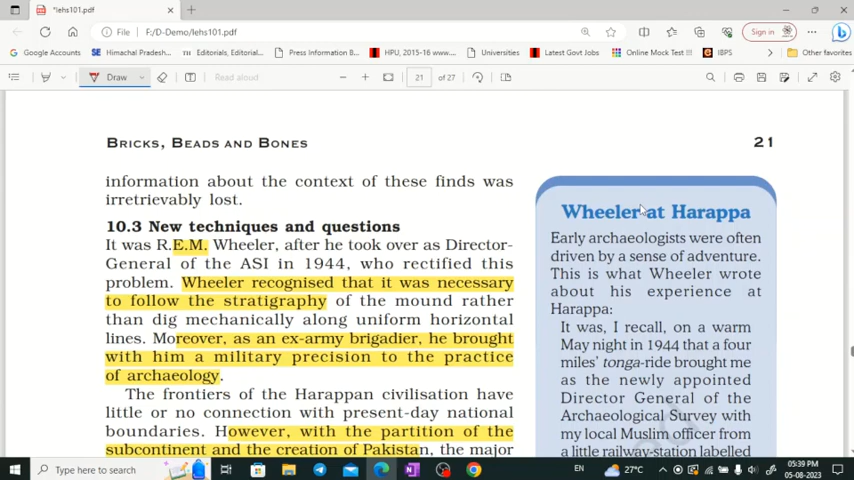 *lehs101.pdf
File
F:/D-Demo/lehs101.pdf
Sign in
Google Accounts
Himachal Pradesh...
Editorials, Editorial...
Press Information B...
HPU, 2015-16 www....
Universities
Latest Govt Jobs
Online Mock Test !!!
IBPS
Other favorites
Draw
Read aloud
21
of 27
BRICKS, BEADS AND BONES
21
information about the context of these finds was
irretrievably lost.
10.3 New techniques and questions
It was R.E.M. Wheeler, after he took over as Director-
General of the ASI in 1944, who rectified this
problem. Wheeler recognised that it was necessary
to follow the stratigraphy of the mound rather
than dig mechanically along uniform horizontal
lines. Moreover, as an ex-army brigadier, he brought
with him a military precision to the practice
of archaeology.
The frontiers of the Harappan civilisation have
little or no connection with present-day national
boundaries. However, with the partition of the
subcontinent and the creation of Pakistan, the major
Wheeler at Harappa
Early archaeologists were often
driven by a sense of adventure.
This is what Wheeler wrote
about his experience at
Harappa:
It was, I recall, on a warm
May night in 1944 that a four
miles' tonga-ride brought me
as the newly appointed
Director General of the
Archaeological Survey with
my local Muslim officer from
a little railway-station labelled
Type here to search
27°C
EN
05:39 PM
05-08-2023